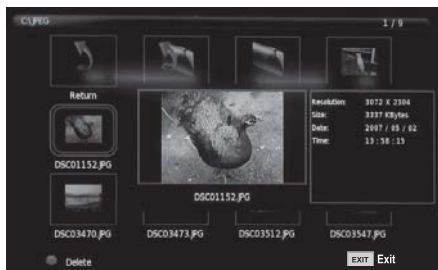 C:\JPEG
1 / 9
Return
Resolution: 3072 X 2304
Size: 3337 KBytes
Date: 2007 / 05 / 02
Time: 13 : 58 : 15
DSC01152.JPG
DSC01152.JPG
DSC03470.JPG
DSC03473.JPG
DSC03512.JPG
DSC03547.JPG
Delete
EXIT Exit